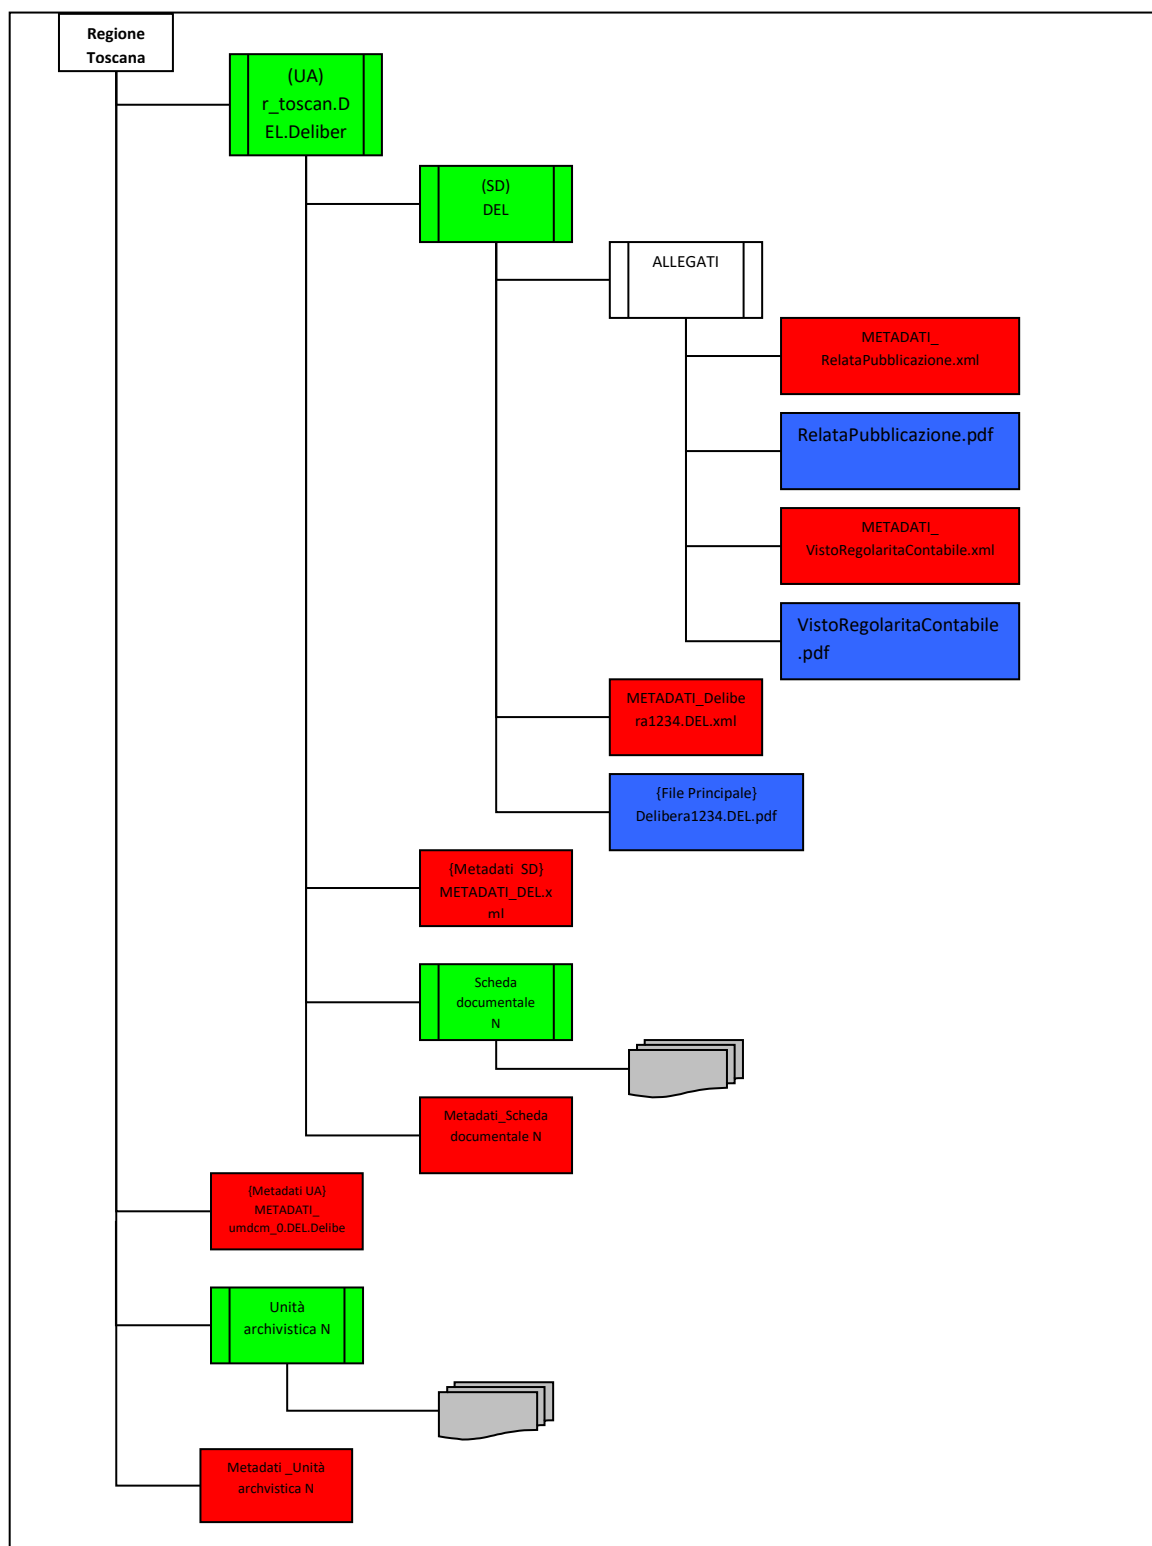 Regione
Toscana
(UA)
r_toscan.D
EL.Deliber
(SD)
DEL
ALLEGATI
METADATI_
RelataPubblicazione.xml
RelataPubblicazione.pdf
METADATI_
VistoRegolaritaContabile.xml
VistoRegolaritaContabile
.pdf
METADATI_Delibe
ra1234.DEL.xml
{File Principale}
Delibera1234.DEL.pdf
{Metadati SD}
METADATI_DEL.x
ml
Scheda
documentale
N
Metadati_Scheda
documentale N
{Metadati UA}
METADATI_
umdcm_0.DEL.Delibe
Unità
archivistica N
Metadati _Unità
archvistica N